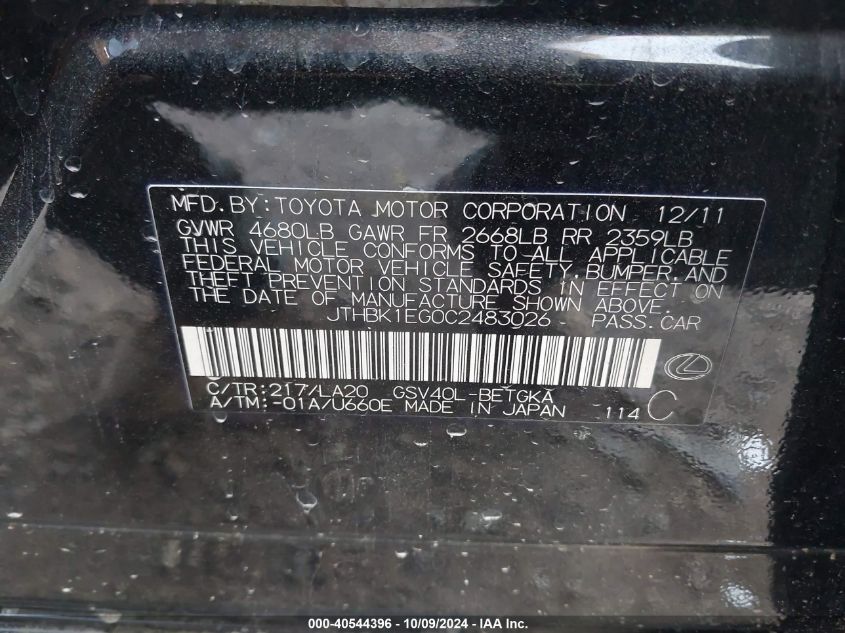 MFD. BY: TOYOTA MOTOR CORPORATION 12/11
GVWR 4680LB GAWR FR 2668LB RR 2359LB
THIS VEHICLE CONFORMS TO ALL APPLICABLE
FEDERAL MOTOR VEHICLE SAFETY, BUMPER, AND
THEFT PREVENTION STANDARDS IN EFFECT ON
THE DATE OF MANUFACTURE SHOWN ABOVE.
JTHBK1EG0C2483026 PASS. CAR
C/TR: 217/LA20 GSV40L-BETGKA
A/TM: -01A/U660E MADE IN JAPAN 114 C
000-40544396 - 10/09/2024 - IAA Inc.